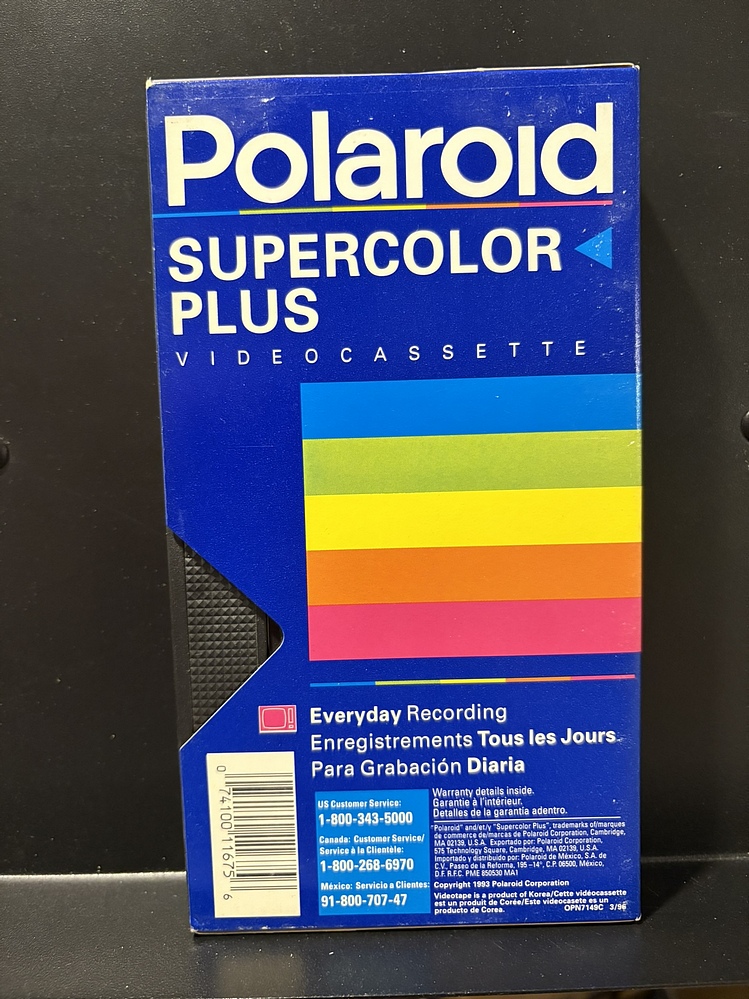 Polaroid
SUPERCOLOR
PLUS
VIDEOCASSETTE
Everyday Recording
Enregistrements Tous les Jours
Para Grabación Diaria
0 74100 11675 6
US Customer Service:
1-800-343-5000
Canada: Customer Service/
Service à la Clientèle:
1-800-268-6970
México: Servicio a Clientes:
91-800-707-47
Warranty details inside.
Garantie à l'intérieur.
Detalles de la garantia adentro.
"Polaroid" and/et/y "Supercolor Plus", trademarks of/marques
de commerce de/marcas de Polaroid Corporation, Cambridge,
MA 02139, U.S.A. Exportado por: Polaroid Corporation,
575 Technology Square, Cambridge, MA 02139, U.S.A.
Importado y distribuido por: Polaroid de México, S.A. de
C.V. Paseo de la Reforma, 195-14°, C.P. 06500, México,
D.F. R.F.C. PME 850530 MA1
Copyright 1993 Polaroid Corporation
Videotape is a product of Korea/Cette vidéocassette
est un produit de Corée/Este videocasete es un
producto de Corea. OPN7149C 3/96